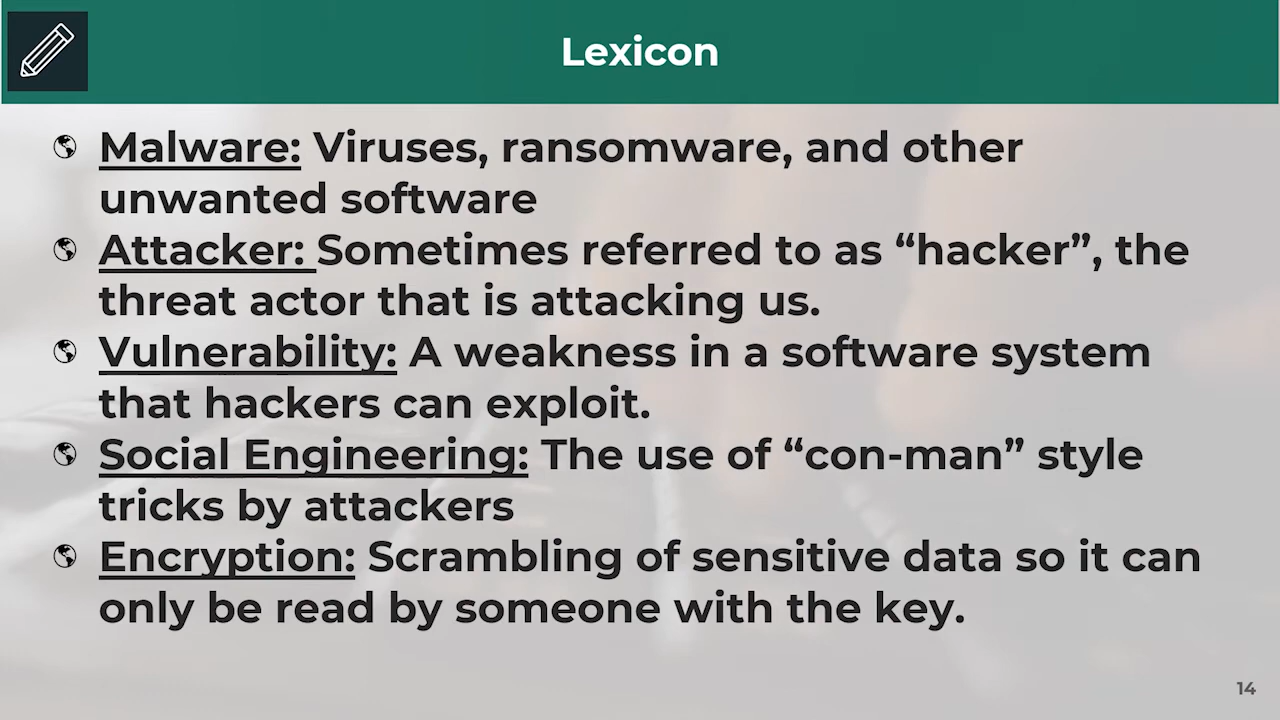 Lexicon
Malware: Viruses, ransomware, and other
unwanted software
Attacker: Sometimes referred to as “hacker”, the
threat actor that is attacking us.
Vulnerability: A weakness in a software system
that hackers can exploit.
Social Engineering: The use of “con-man” style
tricks by attackers
Encryption: Scrambling of sensitive data so it can
only be read by someone with the key.
14